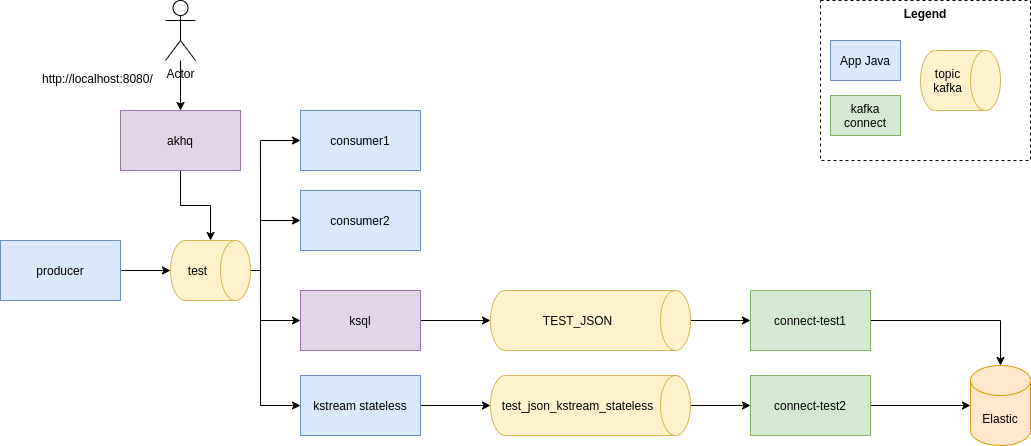 Legend
App Java
topic
kafka
kafka
connect
Actor
http://localhost:8080/
akhq
consumer1
consumer2
producer
test
ksql
TEST_JSON
connect-test1
kstream stateless
test_json_kstream_stateless
connect-test2
Elastic